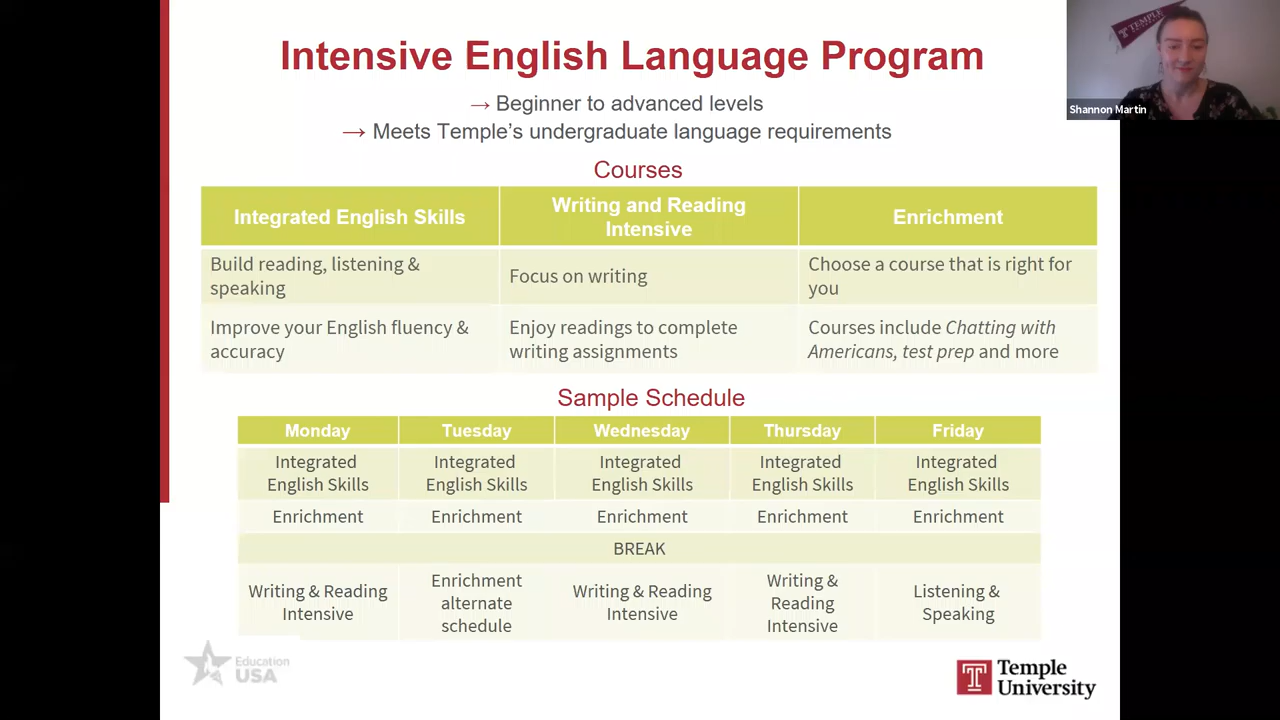 Intensive English Language Program
→ Beginner to advanced levels
→ Meets Temple's undergraduate language requirements
TEMPLE
Shannon Martin
Courses
Integrated English Skills
Writing and Reading
Intensive
Enrichment
Build reading, listening &
speaking
Focus on writing
Choose a course that is right for
you
Improve your English fluency &
accuracy
Enjoy readings to complete
writing assignments
Courses include Chatting with
Americans, test prep and more
Sample Schedule
Monday
Tuesday
Wednesday
Thursday
Friday
Integrated
English Skills
Integrated
English Skills
Integrated
English Skills
Integrated
English Skills
Integrated
English Skills
Enrichment
Enrichment
Enrichment
Enrichment
Enrichment
BREAK
Writing & Reading
Intensive
Enrichment
alternate
schedule
Writing & Reading
Intensive
Writing &
Reading
Intensive
Listening &
Speaking
Education
USA
Temple
University